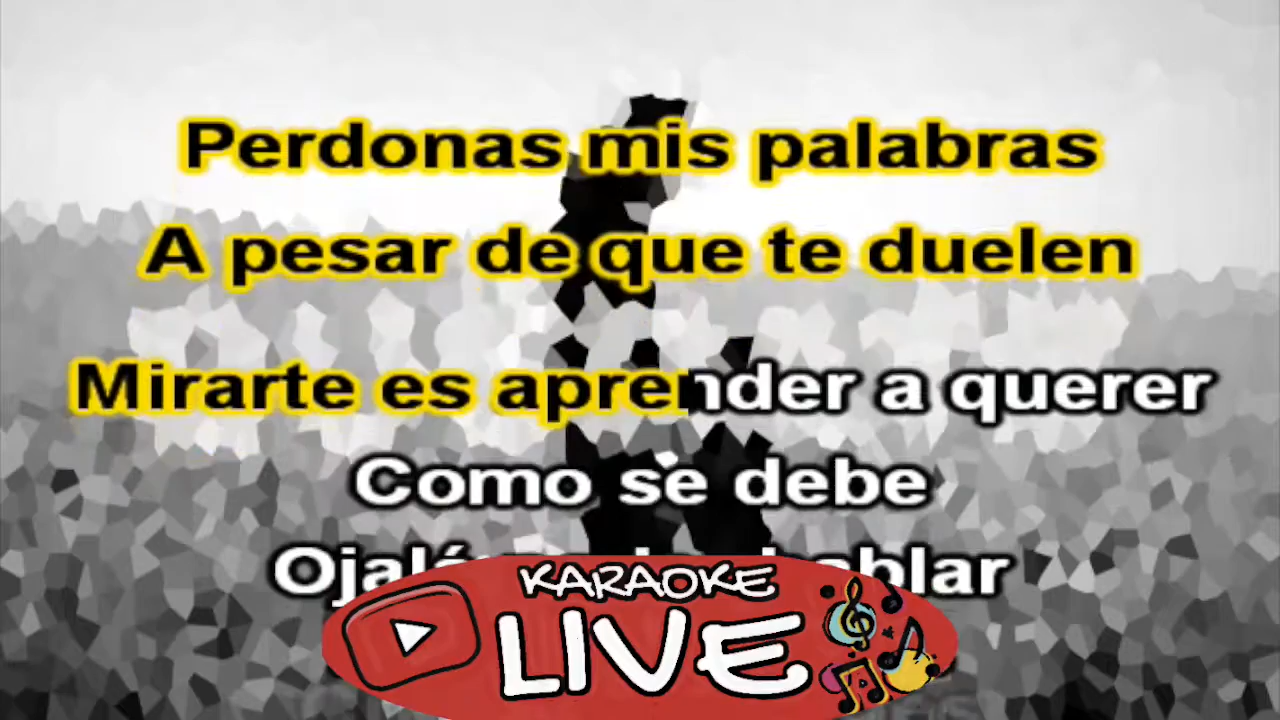 Perdonas mis palabras
A pesar de que te duelen
Mirarte es aprender a querer
Como se debe
KARAOKE
LIVE